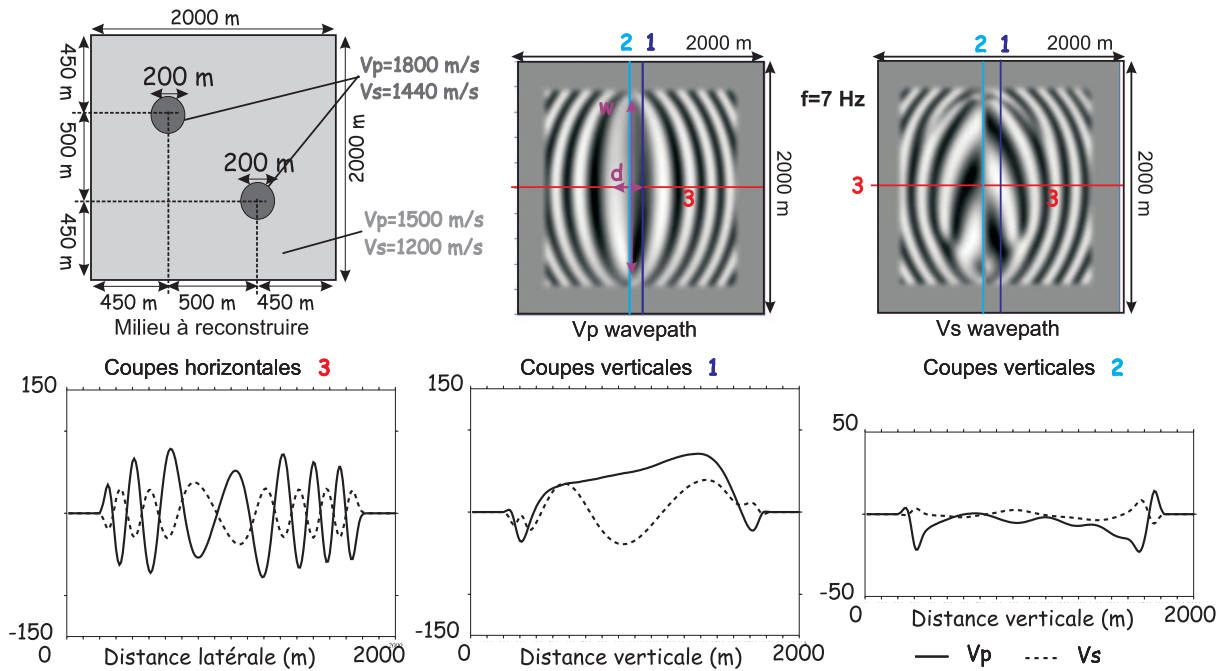 2000 m
450 m
500 m
450 m
200 m
200 m
Vp=1800 m/s
Vs=1440 m/s
Vp=1500 m/s
Vs=1200 m/s
2000 m
450 m
500 m
450 m
Milieu à reconstruire
2 1
2000 m
w
d
3
2000 m
Vp wavepath
2 1
2000 m
f=7 Hz
3
3
2000 m
Vs wavepath
Coupes horizontales 3
150
-150
0
Distance latérale (m)
2000
Coupes verticales 1
150
-150
0
Distance verticale (m)
2000
Coupes verticales 2
50
-50
0
Distance verticale (m)
2000
Vp
Vs